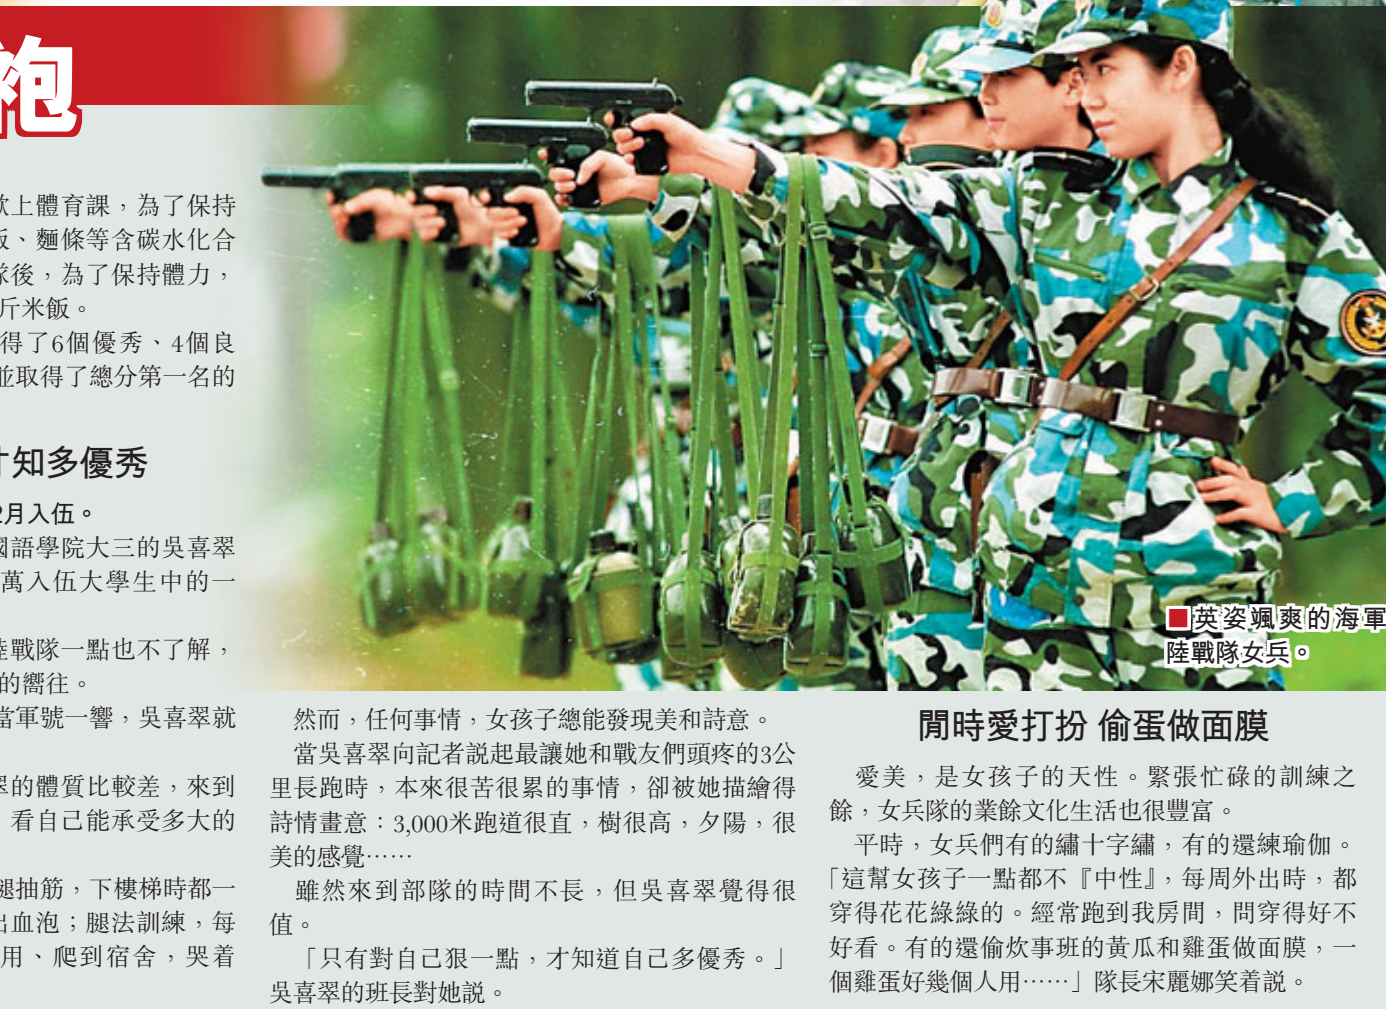 袍
上體育課，為了保持
飯、麵條等含碳水化合
隊後，為了保持體力，
斤米飯。
得了6個優秀、4個良
並取得了總分第一名的
才知多優秀
2月入伍。
國語學院大三的吳喜翠
萬入伍大學生中的一
陸戰隊一點也不了解，
的嚮往。
當軍號一響，吳喜翠就
翠的體質比較差，來到
看自己能承受多大的
腿抽筋，下樓梯時都一
出血泡；腿法訓練，每
用、爬到宿舍，哭着
■英姿颯爽的海軍
陸戰隊女兵。
然而，任何事情，女孩子總能發現美和詩意。
當吳喜翠向記者説起最讓她和戰友們頭疼的3公
里長跑時，本來很苦很累的事情，卻被她描繪得
詩情畫意：3,000米跑道很直，樹很高，夕陽，很
美的感覺……
雖然來到部隊的時間不長，但吳喜翠覺得很
值。
「只有對自己狠一點，才知道自己多優秀。」
吳喜翠的班長對她説。
閒時愛打扮 偷蛋做面膜
愛美，是女孩子的天性。緊張忙碌的訓練之
餘，女兵隊的業餘文化生活也很豐富。
平時，女兵們有的繡十字繡，有的還練瑜伽。
「這幫女孩子一點都不『中性』，每周外出時，都
穿得花花綠綠的。經常跑到我房間，問穿得好不
好看。有的還偷炊事班的黃瓜和雞蛋做面膜，一
個雞蛋好幾個人用……」隊長宋麗娜笑着説。